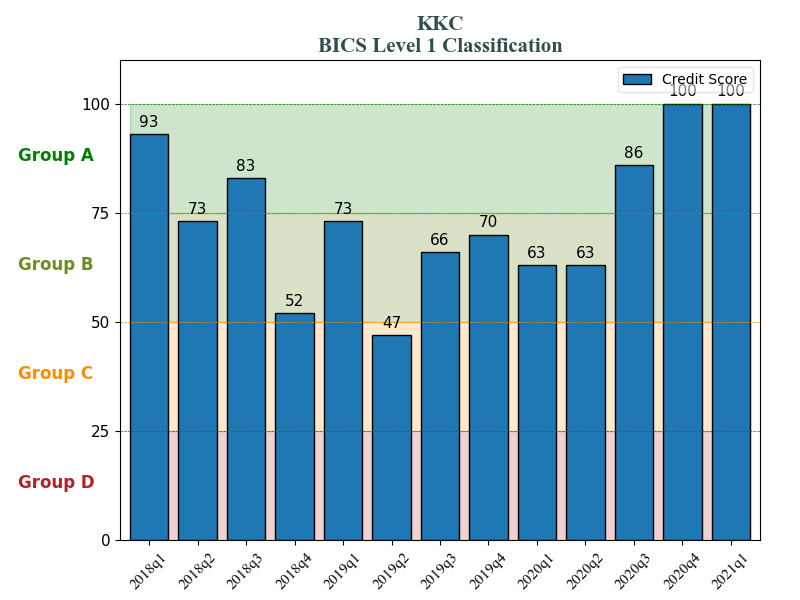 KKC
BICS Level 1 Classification
Credit Score
100
75
50
25
0
Group A
Group B
Group C
Group D
93
73
83
52
73
47
66
70
63
63
86
100
100
2018q1
2018q2
2018q3
2018q4
2019q1
2019q2
2019q3
2019q4
2020q1
2020q2
2020q3
2020q4
2021q1